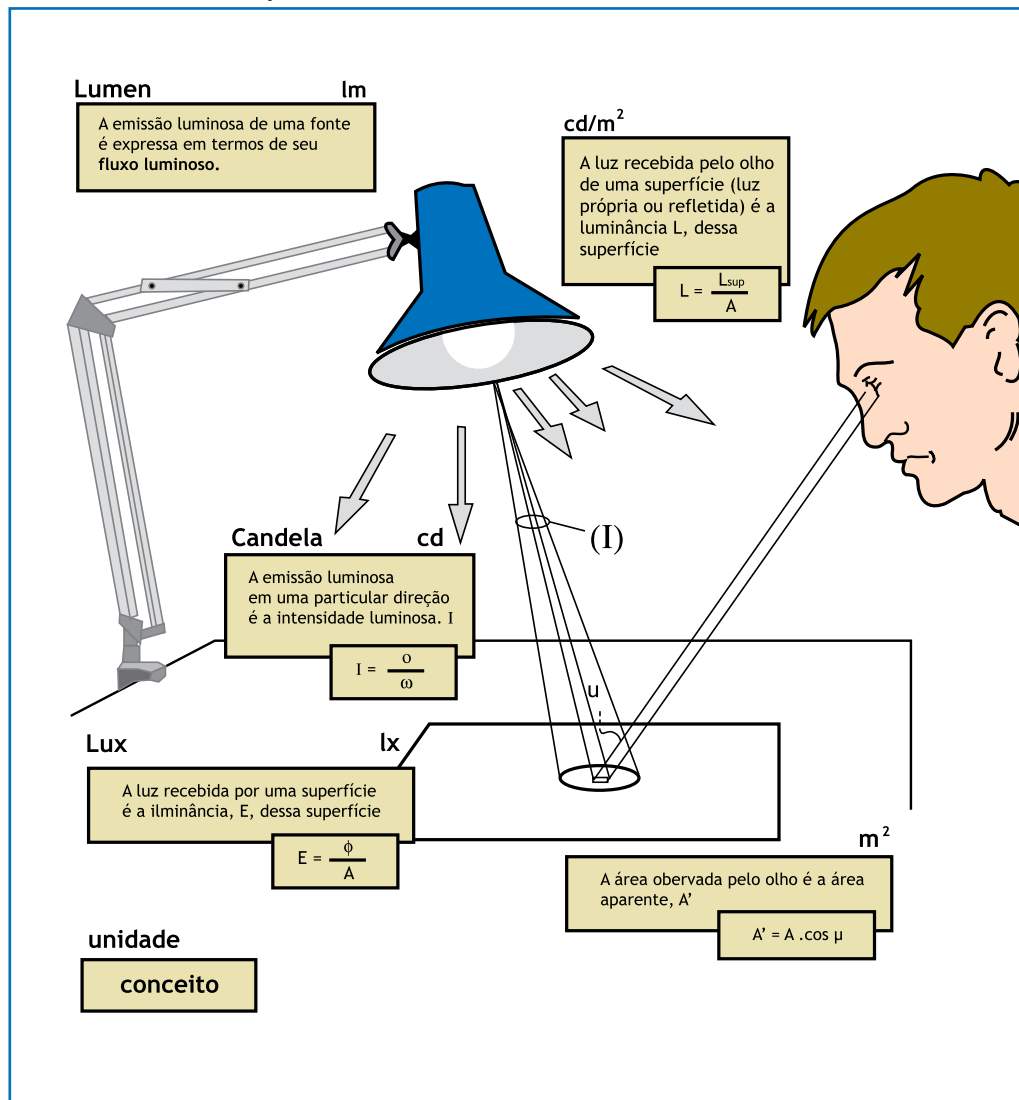 Lumen lm
A emissão luminosa de uma fonte
é expressa em termos de seu
fluxo luminoso.
cd/m²
A luz recebida pelo olho
de uma superfície (luz
própria ou refletida) é a
luminância L, dessa
superfície
L = Lsup / A
(I)
Candela cd
A emissão luminosa
em uma particular direção
é a intensidade luminosa. I
I = o / ω
u
Lux lx
A luz recebida por uma superfície
é a ilminância, E, dessa superfície
E = ϕ / A
m²
A área obervada pelo olho é a área
aparente, A’
A’ = A .cos µ
unidade
conceito